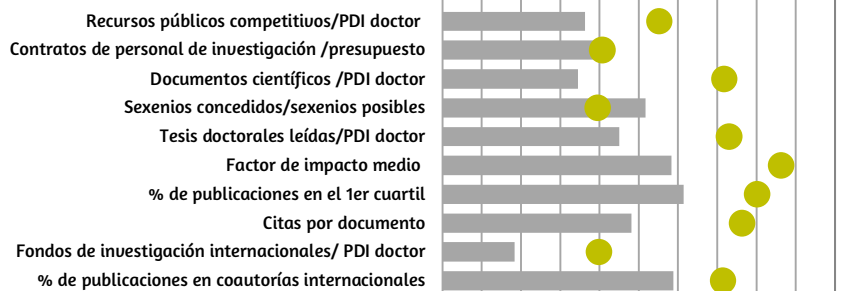 Recursos públicos competitivos/PDI doctor
Contratos de personal de investigación /presupuesto
Documentos científicos /PDI doctor
Sexenios concedidos/sexenios posibles
Tesis doctorales leídas/PDI doctor
Factor de impacto medio
% de publicaciones en el 1er cuartil
Citas por documento
Fondos de investigación internacionales/ PDI doctor
% de publicaciones en coautorías internacionales